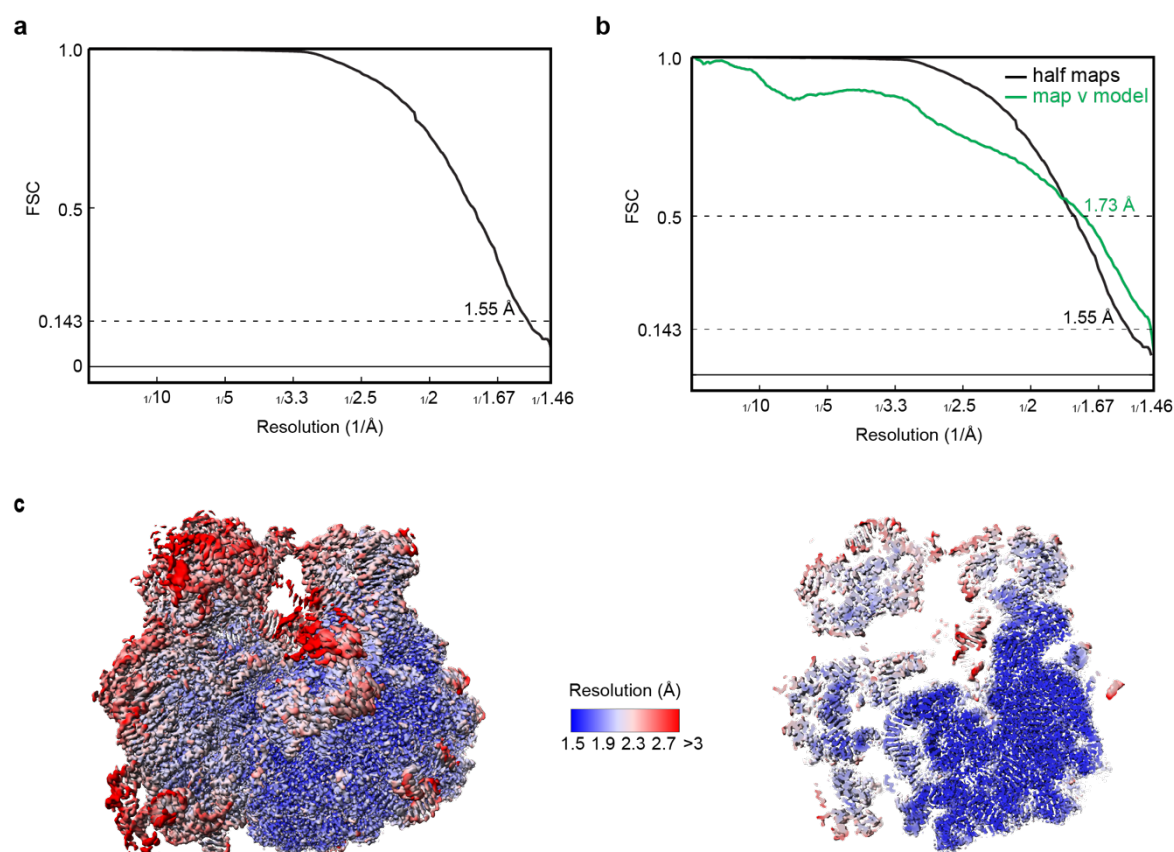 a
1.0
0.5
0.143
0
FSC
1.55 Å
1/10 1/5 1/3.3 1/2.5 1/2 1/1.67 1/1.46
Resolution (1/Å)
b
1.0
0.5
0.143
FSC
half maps
map v model
1.73 Å
1.55 Å
1/10 1/5 1/3.3 1/2.5 1/2 1/1.67 1/1.46
Resolution (1/Å)
c
Resolution (Å)
1.5 1.9 2.3 2.7 >3